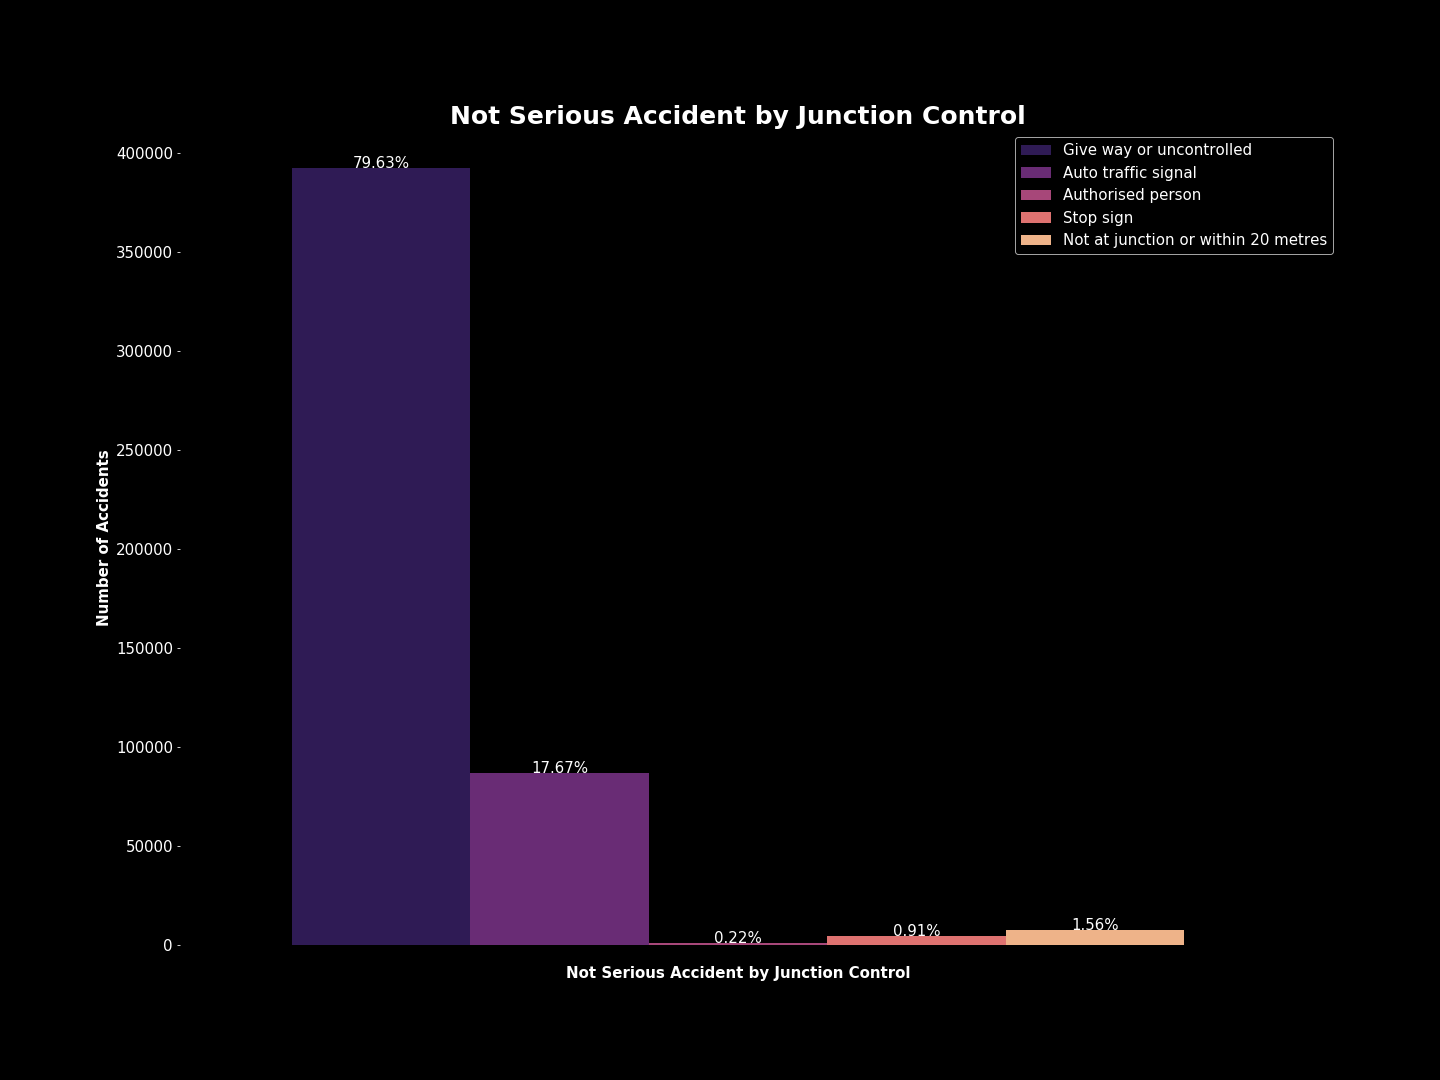 Not Serious Accident by Junction Control
Give way or uncontrolled
Auto traffic signal
Authorised person
Stop sign
Not at junction or within 20 metres
400000
350000
300000
250000
200000
150000
100000
50000
0
Number of Accidents
79.63%
17.67%
0.22%
0.91%
1.56%
Not Serious Accident by Junction Control